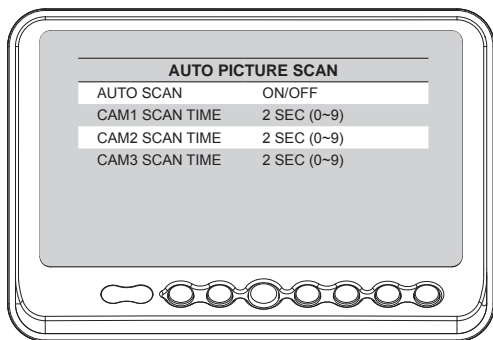 AUTO PICTURE SCAN
AUTO SCAN ON/OFF
CAM1 SCAN TIME 2 SEC (0~9)
CAM2 SCAN TIME 2 SEC (0~9)
CAM3 SCAN TIME 2 SEC (0~9)